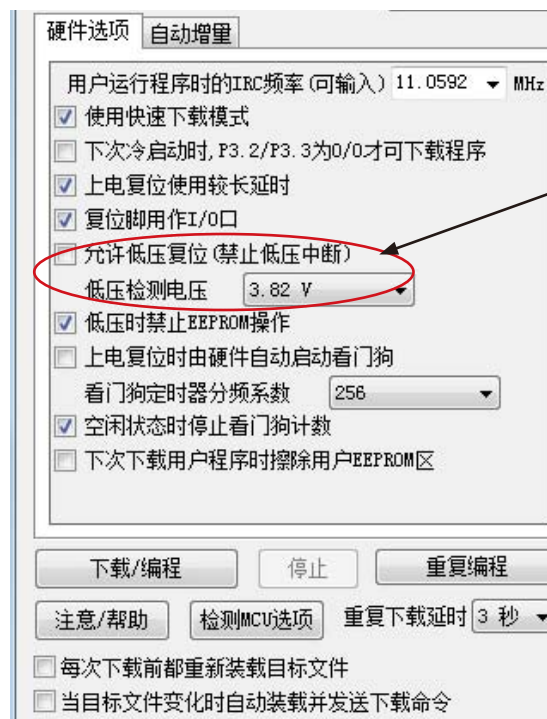 硬件选项 自动增量
用户运行程序时的IRC频率(可输入) 11.0592 MHz
使用快速下载模式
下次冷启动时,P3.2/P3.3为0/0才可下载程序
上电复位使用较长延时
复位脚用作I/O口
允许低压复位(禁止低压中断)
低压检测电压 3.82 V
低压时禁止EEPROM操作
上电复位时由硬件自动启动看门狗
看门狗定时器分频系数 256
空闲状态时停止看门狗计数
下次下载用户程序时擦除用户EEPROM区
下载/编程 停止 重复编程
注意/帮助 检测MCU选项 重复下载延时 3 秒
每次下载前都重新装载目标文件
当目标文件变化时自动装载并发送下载命令